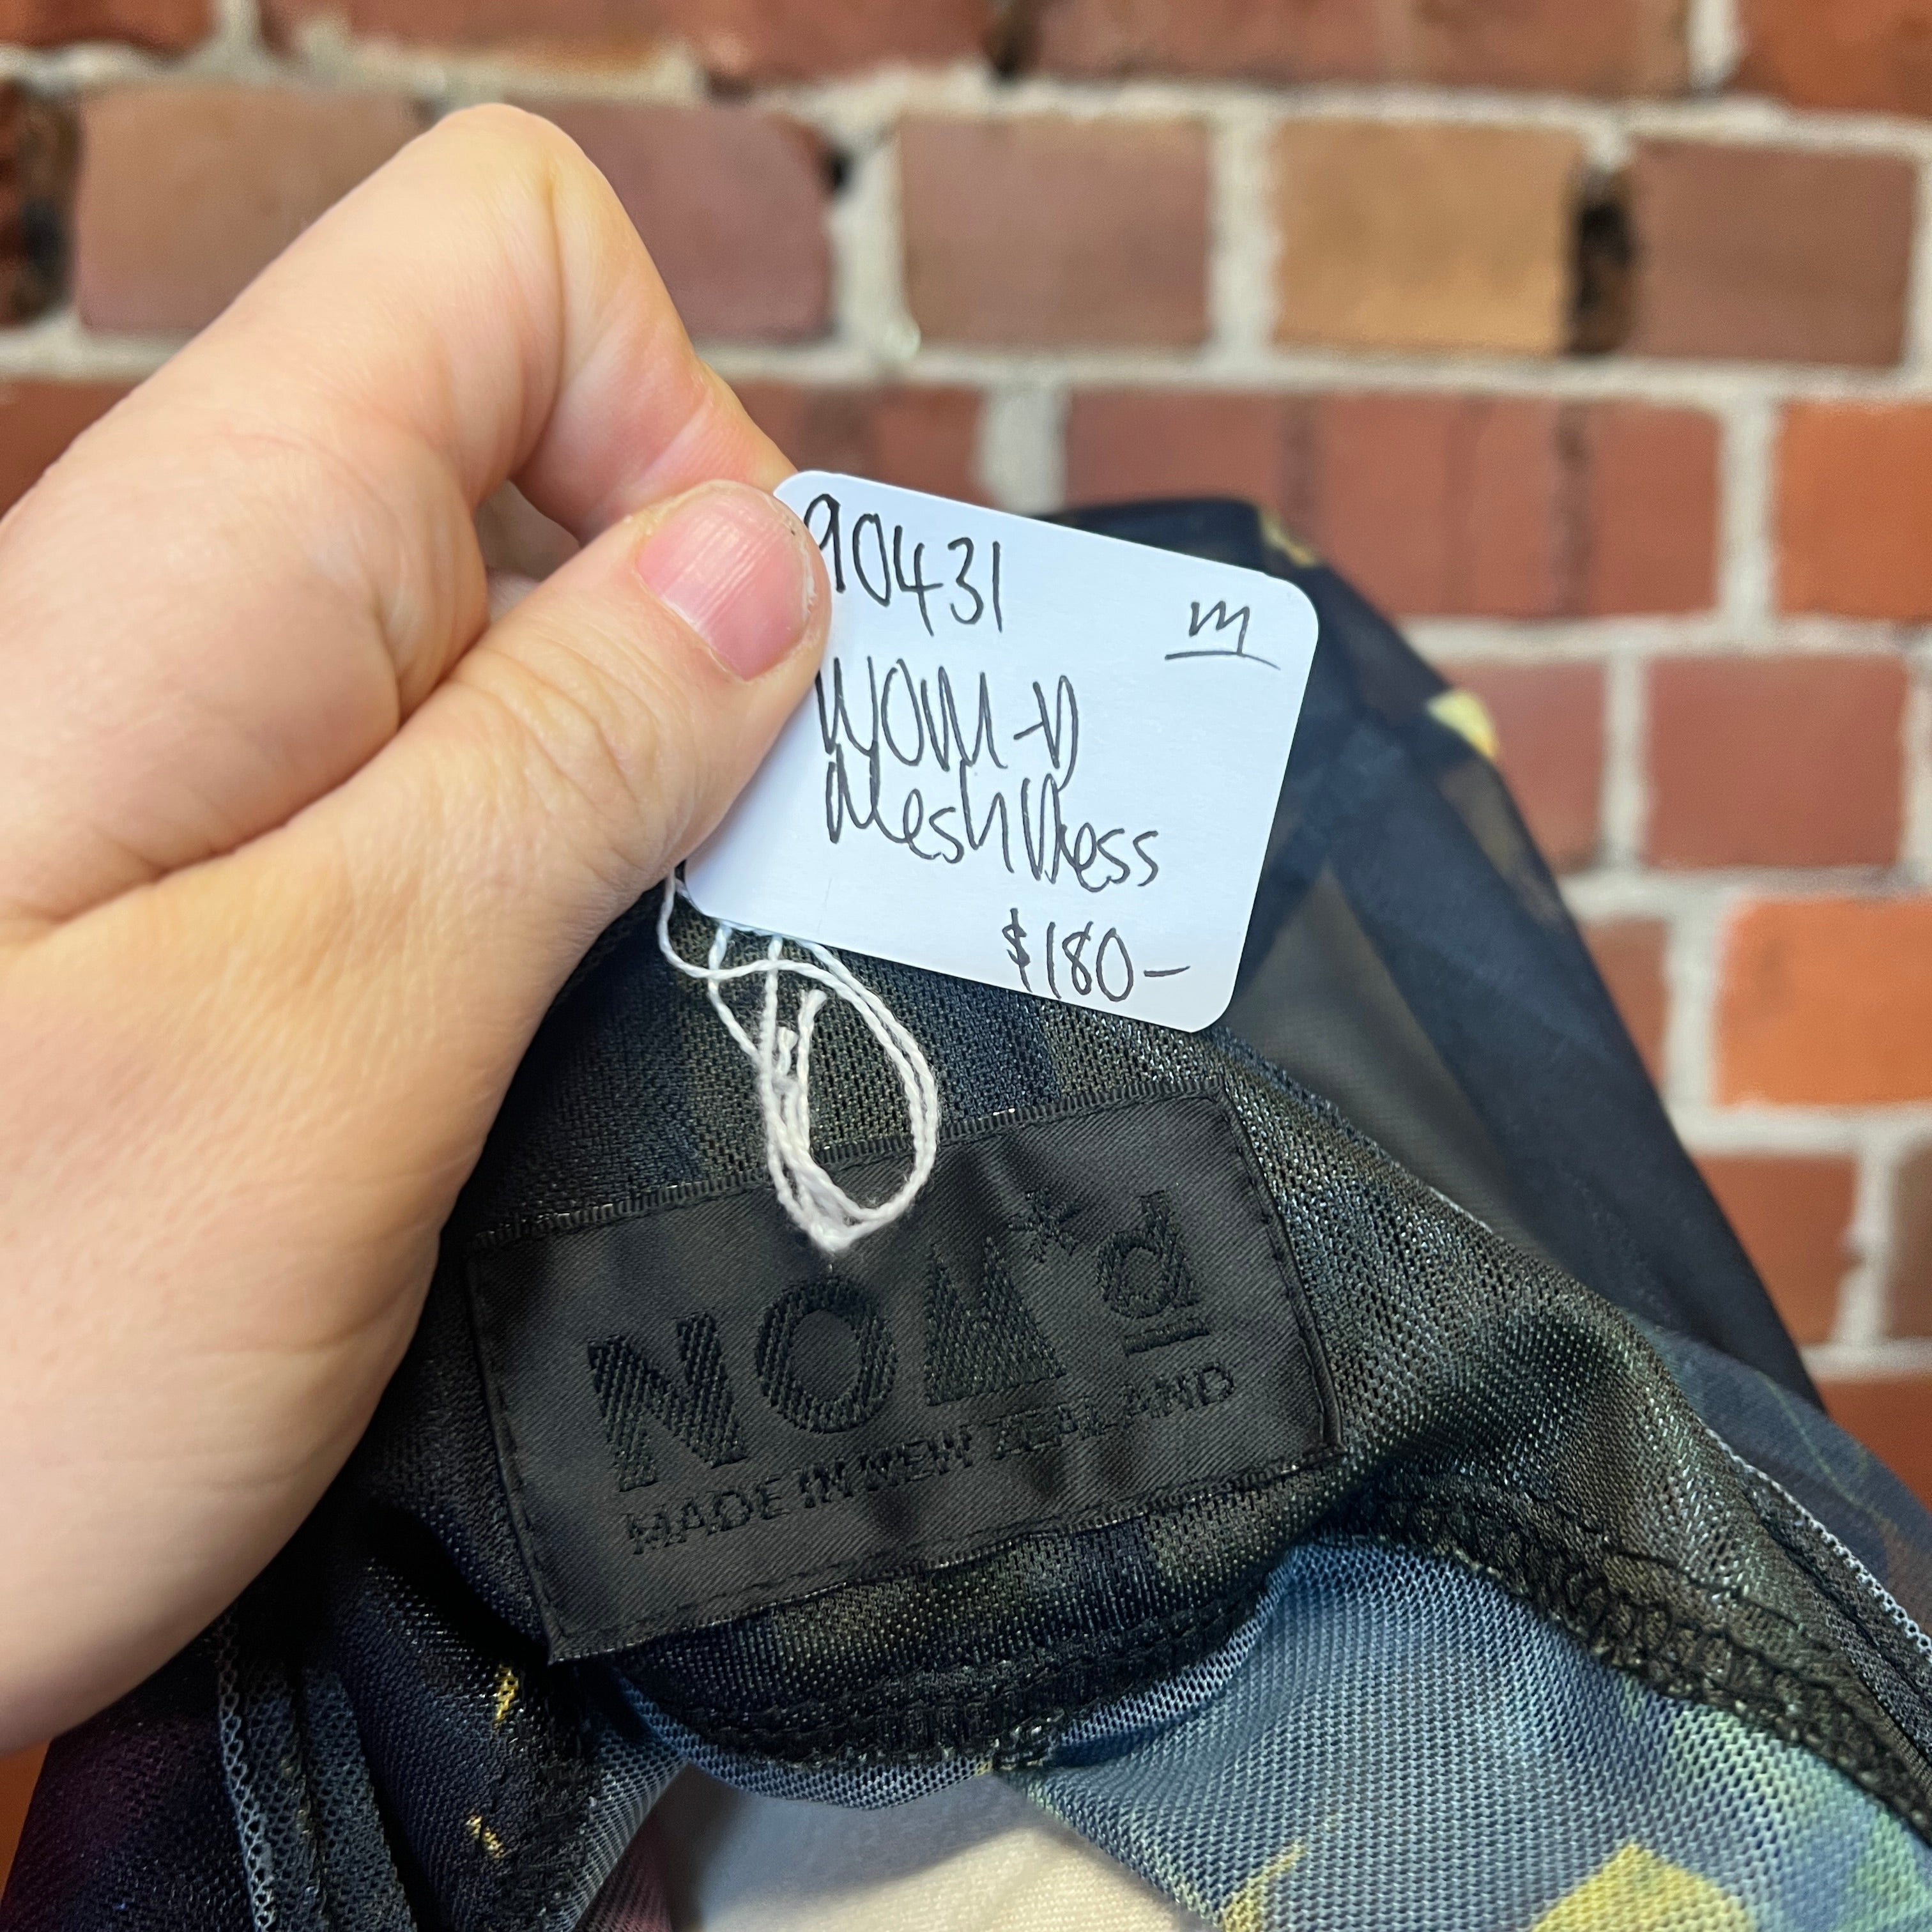 90431
M
NOM-D
Mesh Dress
$180-
NOM*d
MADE IN NEW ZEALAND